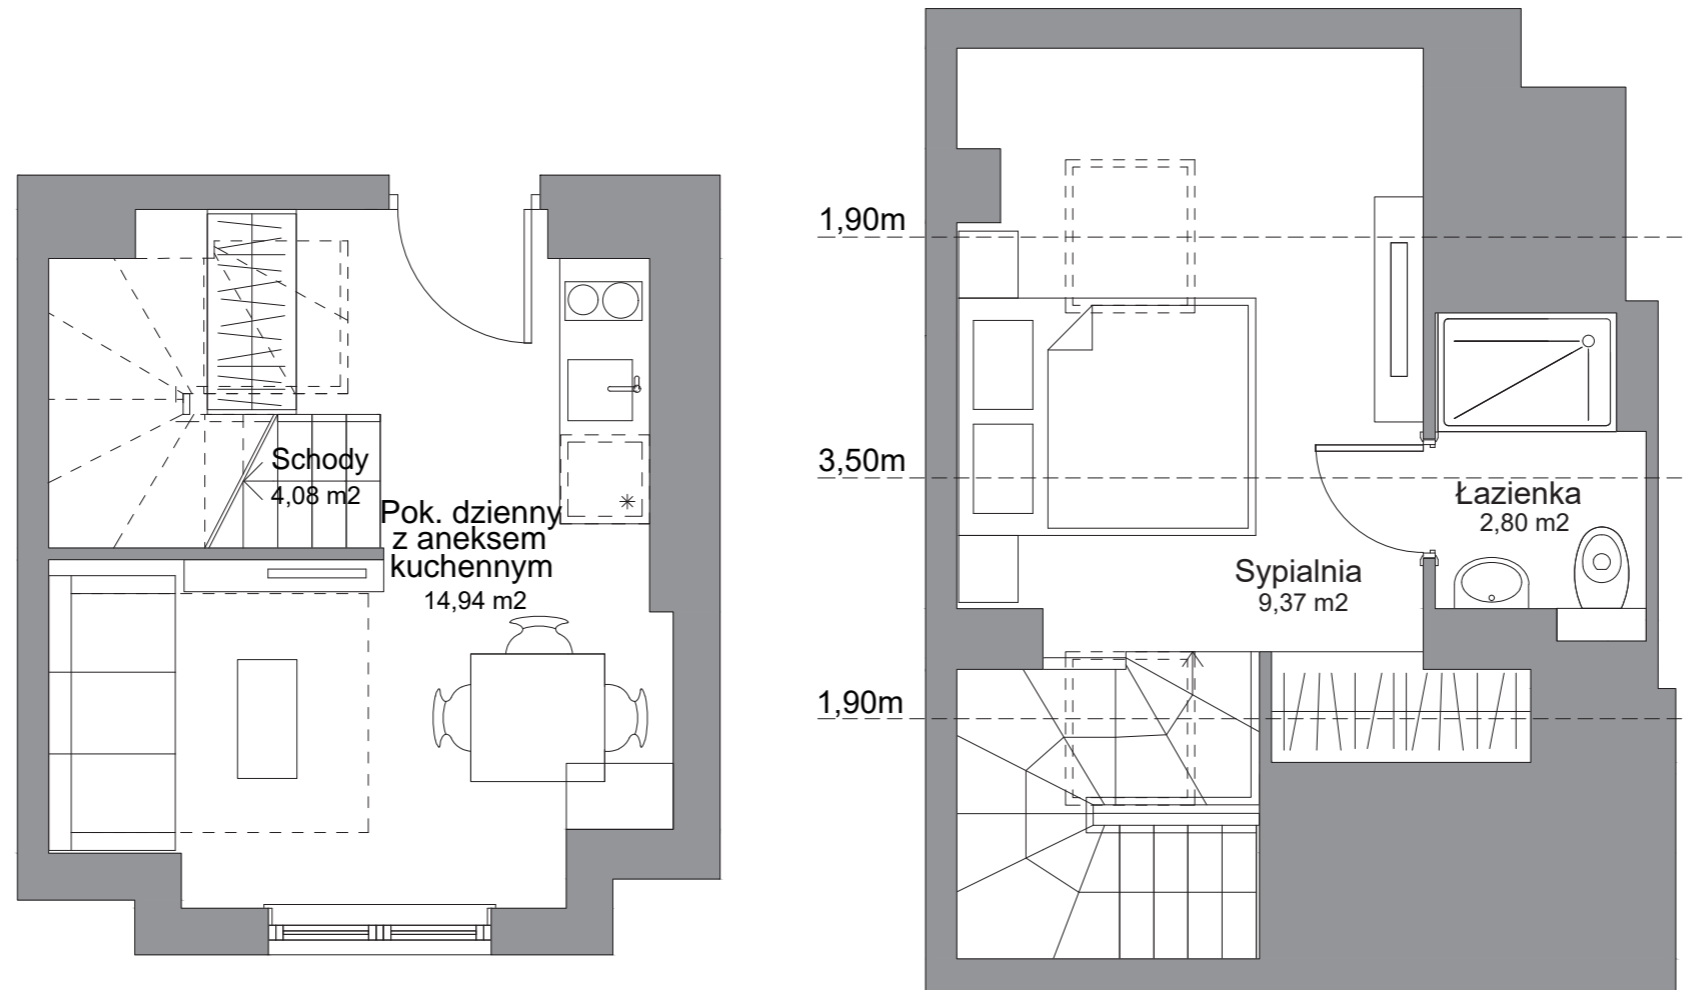 Schody
4,08 m2
Pok. dzienny
z aneksem
kuchennym
14,94 m2
1,90m
3,50m
1,90m
Łazienka
2,80 m2
Sypialnia
9,37 m2